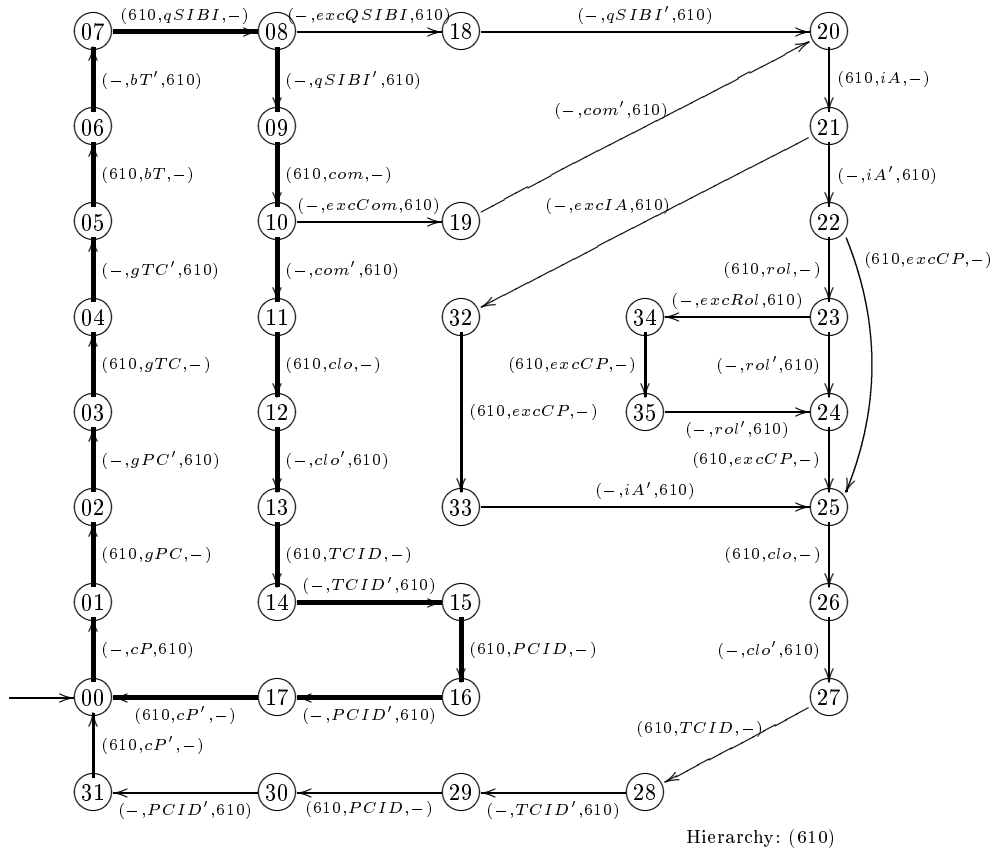 (610,qSIBI,-) (-,excQSIBI,610) (-,qSIBI',610)
07 08 18 20
(-,bT',610) (-,qSIBI',610) (610,iA,-)
(-,com',610)
06 09 21
(610,bT,-) (610,com,-) (-,iA',610)
(-,excCom,610) (-,excIA,610)
05 10 19 22
(-,gTC',610) (-,com',610) (610,rol,-) (610,excCP,-)
(-,excRol,610)
04 11 32 34 23
(610,gTC,-) (610,clo,-) (610,excCP,-) (-,rol',610)
03 12 (610,excCP,-) 35 24
(-,rol',610)
(-,gPC',610) (-,clo',610) (610,excCP,-)
(-,iA',610)
02 13 33 25
(610,gPC,-) (610,TCID,-) (610,clo,-)
(-,TCID',610)
01 14 15 26
(-,cP,610) (610,PCID,-) (-,clo',610)
00 17 16 27
(610,cP',-) (-,PCID',610)
(610,cP',-) (610,TCID,-)
31 30 29 28
(-,PCID',610) (610,PCID,-) (-,TCID',610)
Hierarchy: (610)